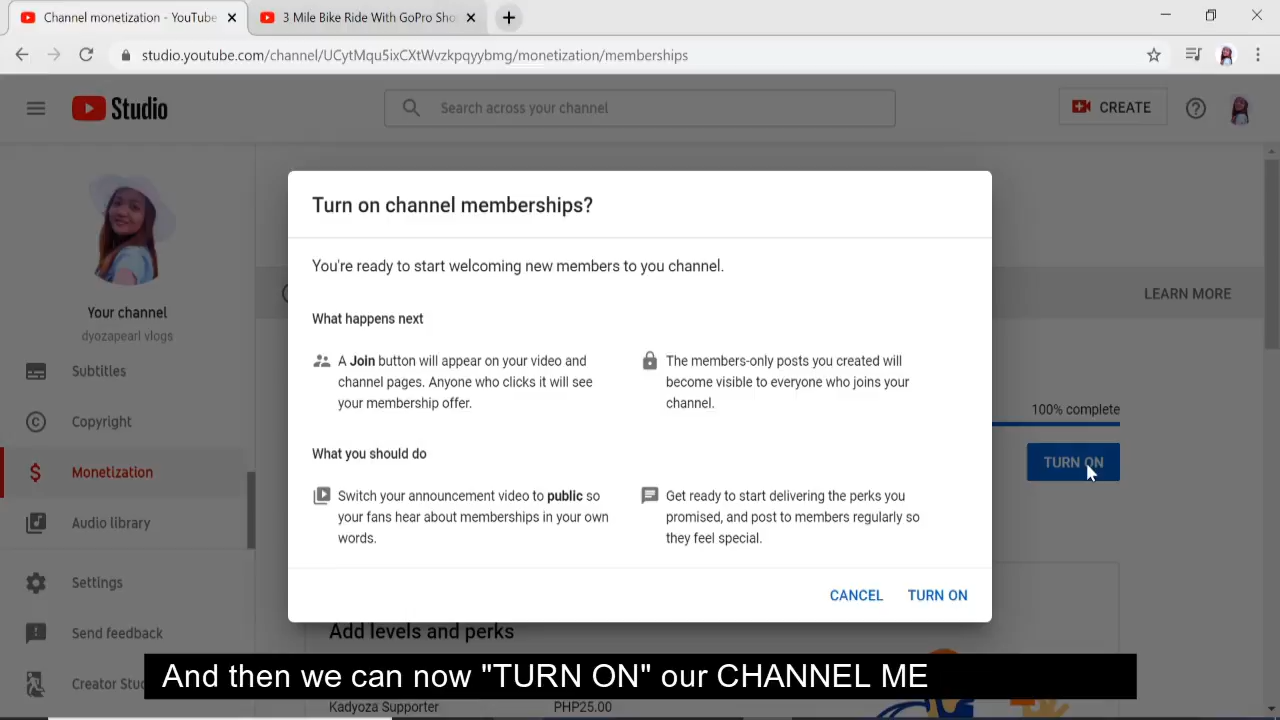 Channel monetization - YouTube
3 Mile Bike Ride With GoPro Sho
studio.youtube.com/channel/UCytMqu5ixCXtWvzkpqyybmg/monetization/memberships
Studio
Search across your channel
CREATE
Your channel
dyozapearl vlogs
Subtitles
Copyright
Monetization
Audio library
Settings
Send feedback
Creator Stu
LEARN MORE
100% complete
TURN ON
Turn on channel memberships?
You're ready to start welcoming new members to you channel.
What happens next
A Join button will appear on your video and
channel pages. Anyone who clicks it will see
your membership offer.
The members-only posts you created will
become visible to everyone who joins your
channel.
What you should do
Switch your announcement video to public so
your fans hear about memberships in your own
words.
Get ready to start delivering the perks you
promised, and post to members regularly so
they feel special.
CANCEL
TURN ON
Add levels and perks
And then we can now "TURN ON" our CHANNEL ME
Kadyoza Supporter
PHP25.00